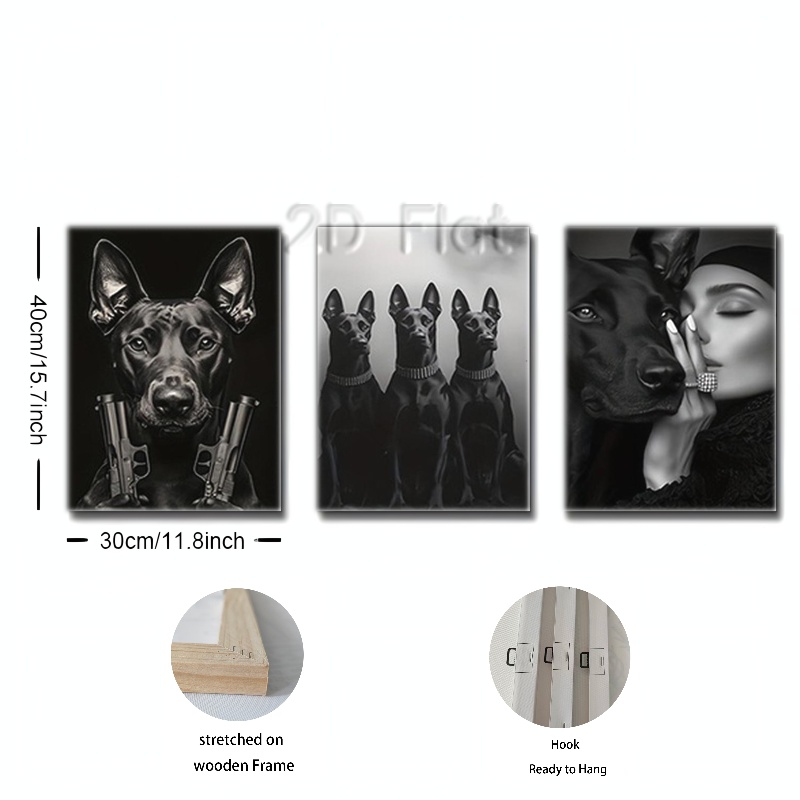 2D Flat
40cm/15.7inch
30cm/11.8inch
stretched on
wooden Frame
Hook
Ready to Hang